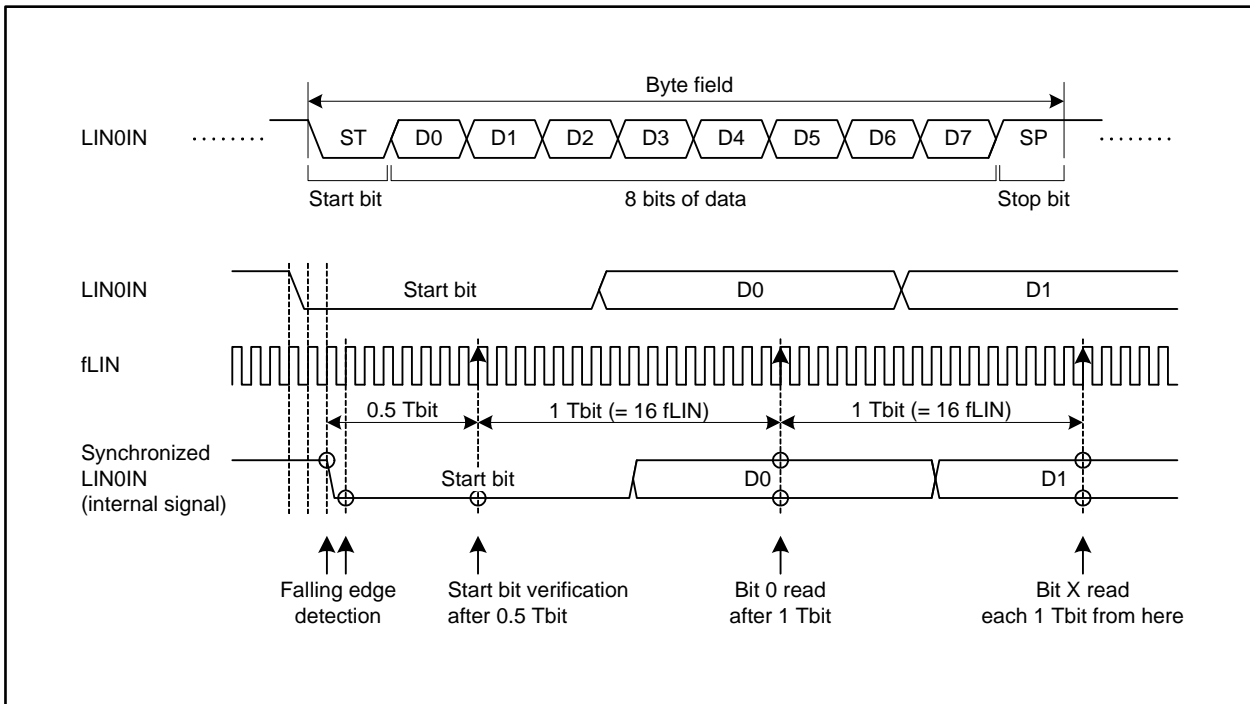 Byte field
LIN0IN ........ ST D0 D1 D2 D3 D4 D5 D6 D7 SP ........
Start bit 8 bits of data Stop bit
LIN0IN Start bit D0 D1
fLIN
0.5 Tbit 1 Tbit (= 16 fLIN) 1 Tbit (= 16 fLIN)
Synchronized
LIN0IN
(internal signal)
Start bit D0 D1
Falling edge
detection
Start bit verification
after 0.5 Tbit
Bit 0 read
after 1 Tbit
Bit X read
each 1 Tbit from here